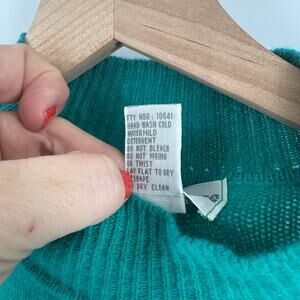 FTY NBR : 10641
HAND WASH COLD
WATER MILD
DETERGENT
DO NOT BLEACH
DO NOT WRING
OR TWIST
LAY FLAT TO DRY
RESHAPE
DRY CLEAN